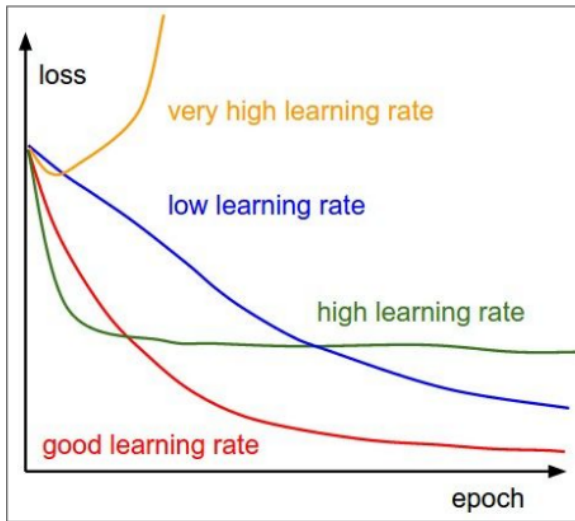 loss
very high learning rate
low learning rate
high learning rate
good learning rate
epoch